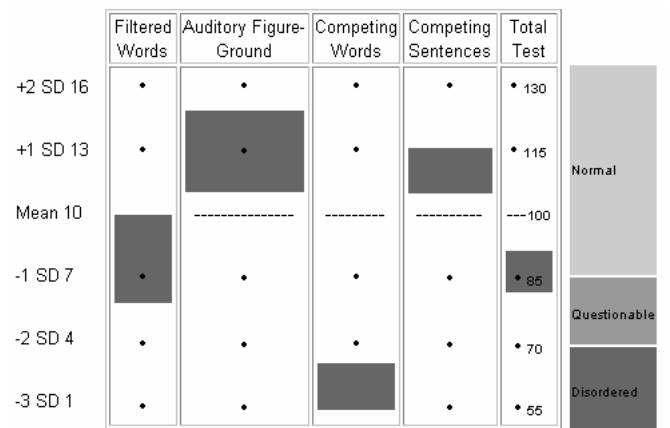 Filtered Words
Auditory Figure-Ground
Competing Words
Competing Sentences
Total Test
+2 SD 16
130
+1 SD 13
115
Normal
Mean 10
--------------- --------- ---------- ---100
-1 SD 7
85
Questionable
-2 SD 4
70
Disordered
-3 SD 1
55